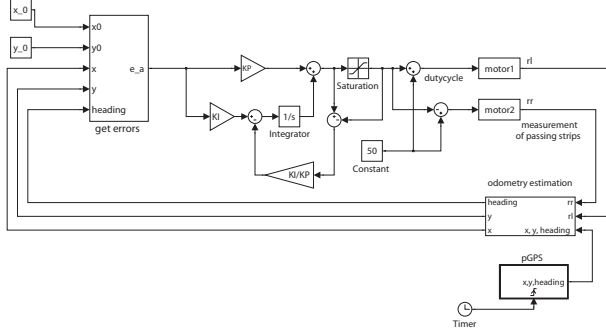 x_0
y_0
x0
y0
x
y
heading
e_a
get errors
KP
KI
1/s
Integrator
Saturation
KI/KP
50
Constant
dutycycle
motor1
rl
motor2
rr
measurement
of passing strips
odometry estimation
heading
y
x
rr
rl
x, y, heading
pGPS
x,y,heading
Timer